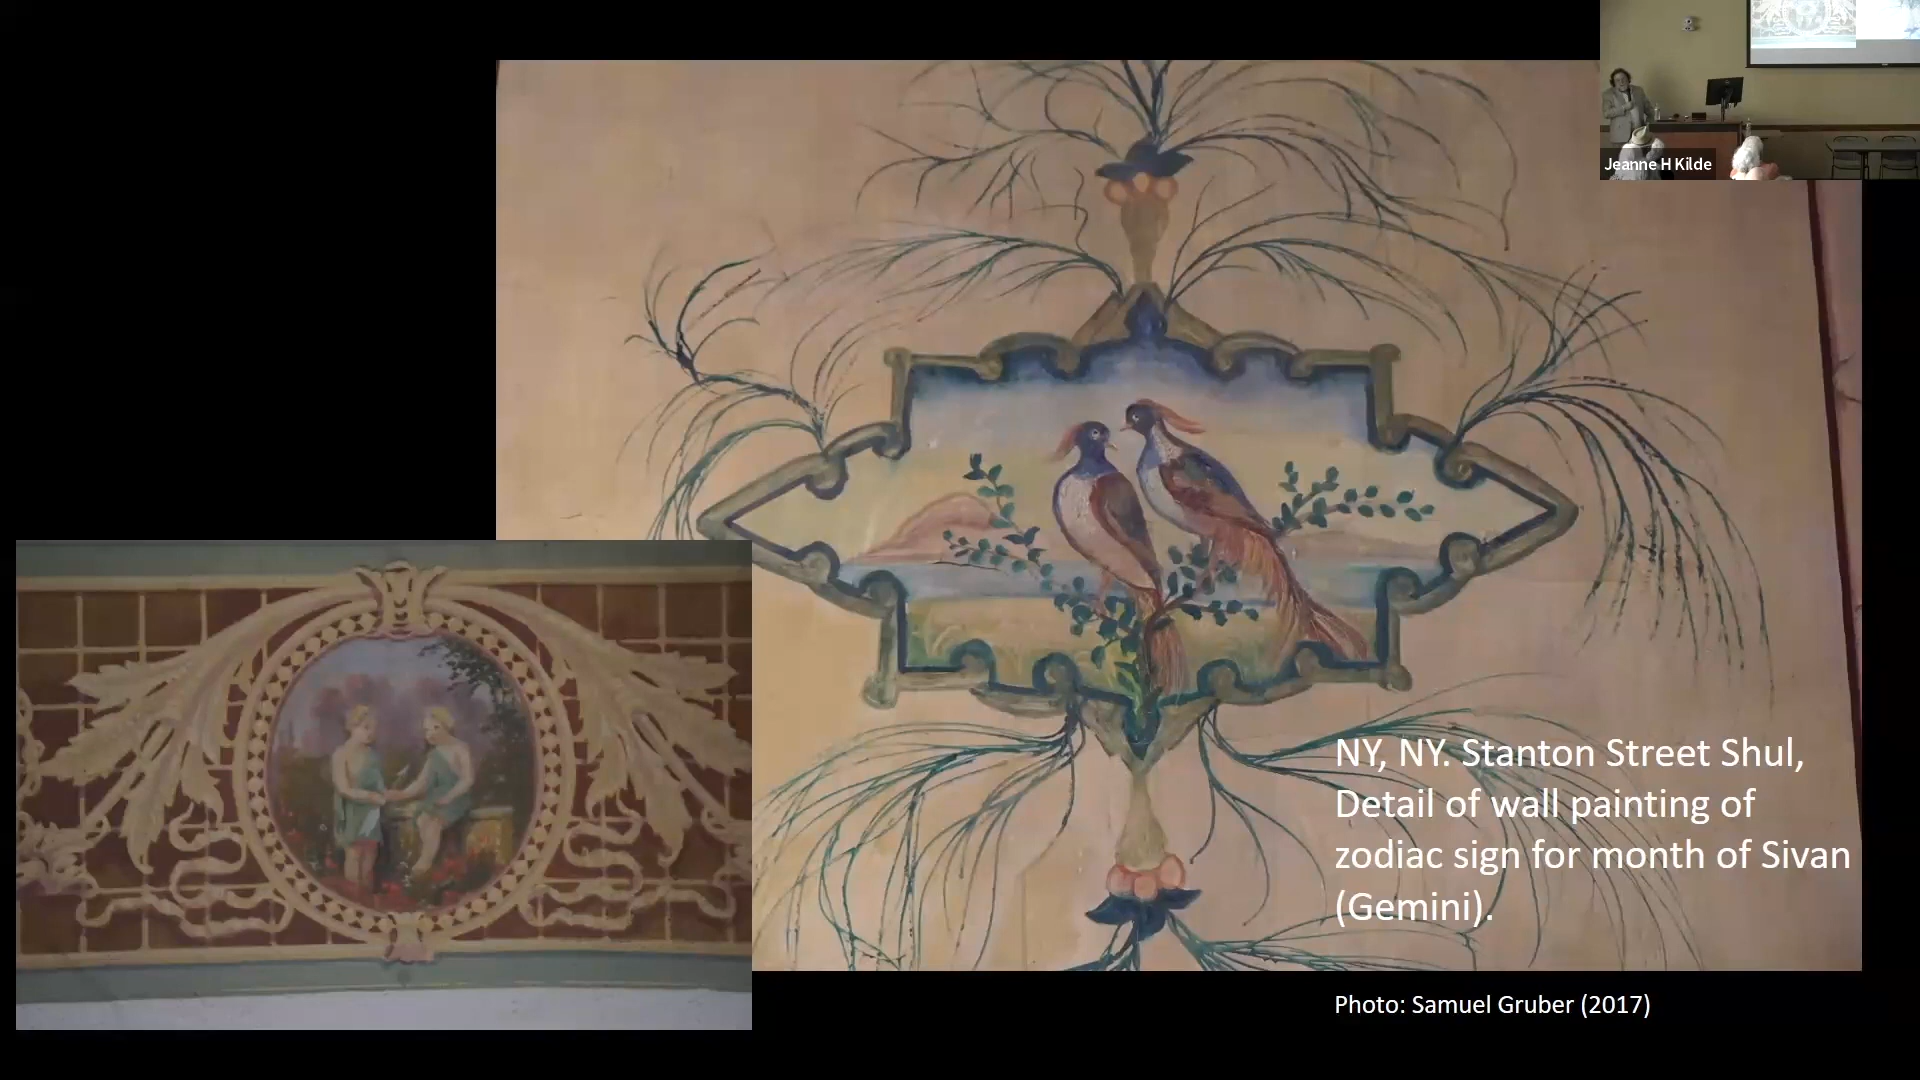 Jeanne H Kilde
NY, NY. Stanton Street Shul,
Detail of wall painting of
zodiac sign for month of Sivan
(Gemini).
Photo: Samuel Gruber (2017)